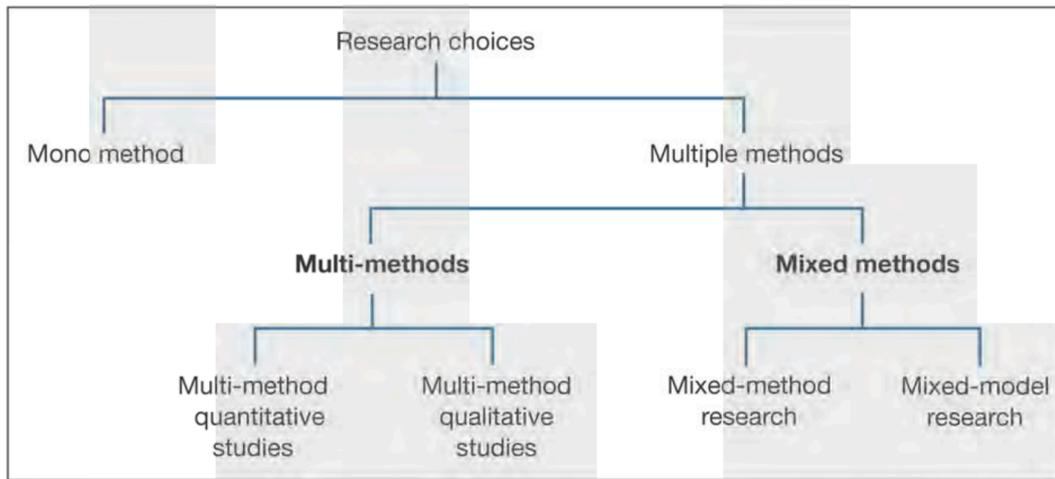 Research choices
Mono method
Multiple methods
Multi-methods
Mixed methods
Multi-method
quantitative
studies
Multi-method
qualitative
studies
Mixed-method
research
Mixed-model
research